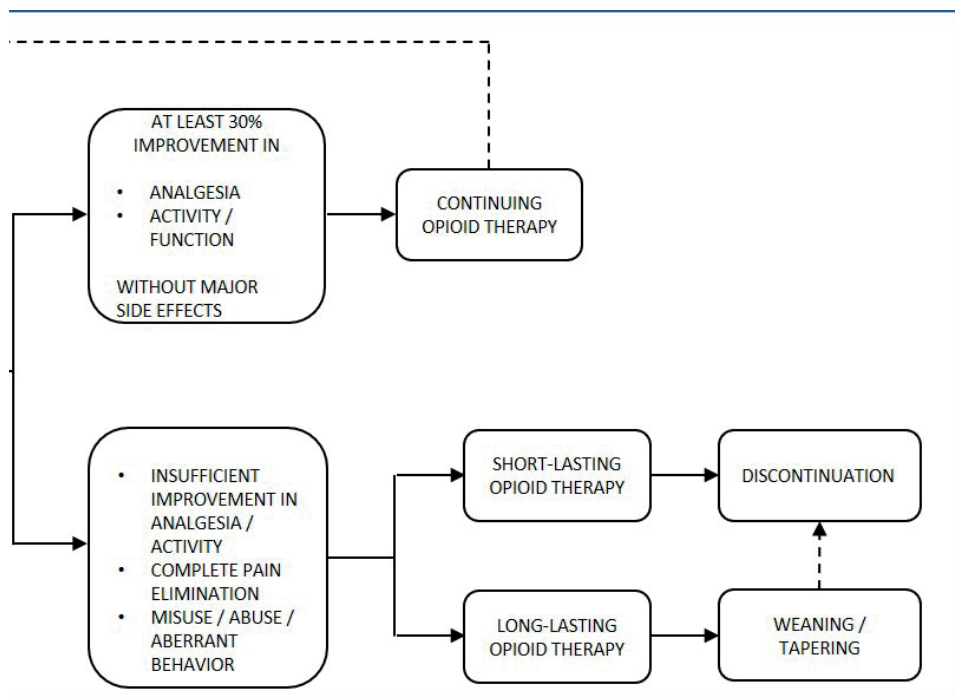 AT LEAST 30%
IMPROVEMENT IN
• ANALGESIA
• ACTIVITY /
FUNCTION
WITHOUT MAJOR
SIDE EFFECTS
CONTINUING
OPIOID THERAPY
• INSUFFICIENT
IMPROVEMENT IN
ANALGESIA /
ACTIVITY
• COMPLETE PAIN
ELIMINATION
• MISUSE / ABUSE /
ABERRANT
BEHAVIOR
SHORT-LASTING
OPIOID THERAPY
DISCONTINUATION
LONG-LASTING
OPIOID THERAPY
WEANING /
TAPERING